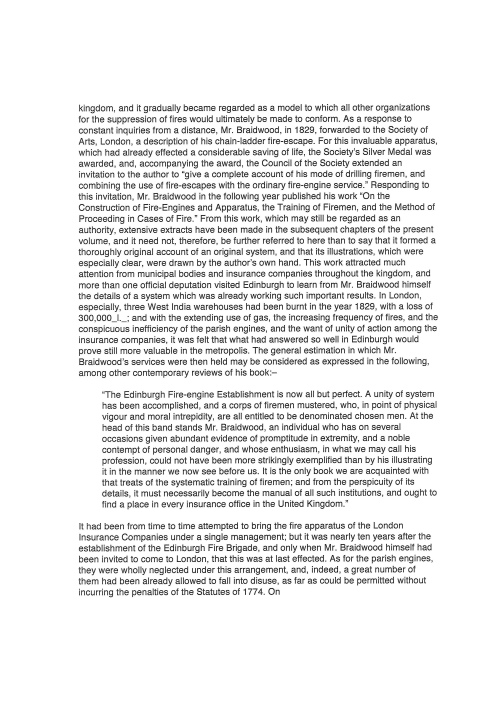 kingdom, and it gradually became regarded as a model to which all other organizations
for the suppression of fires would ultimately be made to conform. As a response to
constant inquiries from a distance, Mr. Braidwood, in 1829, forwarded to the Society of
Arts, London, a description of his chain-ladder fire-escape. For this invaluable apparatus,
which had already effected a considerable saving of life, the Society's Silver Medal was
awarded, and, accompanying the award, the Council of the Society extended an
invitation to the author to "give a complete account of his mode of drilling firemen, and
combining the use of fire-escapes with the ordinary fire-engine service." Responding to
this invitation, Mr. Braidwood in the following year published his work "On the
Construction of Fire-Engines and Apparatus, the Training of Firemen, and the Method of
Proceeding in Cases of Fire." From this work, which may still be regarded as an
authority, extensive extracts have been made in the subsequent chapters of the present
volume, and it need not, therefore, be further referred to here than to say that it formed a
thoroughly original account of an original system, and that its illustrations, which were
especially clear, were drawn by the author's own hand. This work attracted much
attention from municipal bodies and insurance companies throughout the kingdom, and
more than one official deputation visited Edinburgh to learn from Mr. Braidwood himself
the details of a system which was already working such important results. In London,
especially, three West India warehouses had been burnt in the year 1829, with a loss of
300,000_l._; and with the extending use of gas, the increasing frequency of fires, and the
conspicuous inefficiency of the parish engines, and the want of unity of action among the
insurance companies, it was felt that what had answered so well in Edinburgh would
prove still more valuable in the metropolis. The general estimation in which Mr.
Braidwood's services were then held may be considered as expressed in the following,
among other contemporary reviews of his book:–
"The Edinburgh Fire-engine Establishment is now all but perfect. A unity of system
has been accomplished, and a corps of firemen mustered, who, in point of physical
vigour and moral intrepidity, are all entitled to be denominated chosen men. At the
head of this band stands Mr. Braidwood, an individual who has on several
occasions given abundant evidence of promptitude in extremity, and a noble
contempt of personal danger, and whose enthusiasm, in what we may call his
profession, could not have been more strikingly exemplified than by his illustrating
it in the manner we now see before us. It is the only book we are acquainted with
that treats of the systematic training of firemen; and from the perspicuity of its
details, it must necessarily become the manual of all such institutions, and ought to
find a place in every insurance office in the United Kingdom."
It had been from time to time attempted to bring the fire apparatus of the London
Insurance Companies under a single management; but it was nearly ten years after the
establishment of the Edinburgh Fire Brigade, and only when Mr. Braidwood himself had
been invited to come to London, that this was at last effected. As for the parish engines,
they were wholly neglected under this arrangement, and, indeed, a great number of
them had been already allowed to fall into disuse, as far as could be permitted without
incurring the penalties of the Statutes of 1774. On